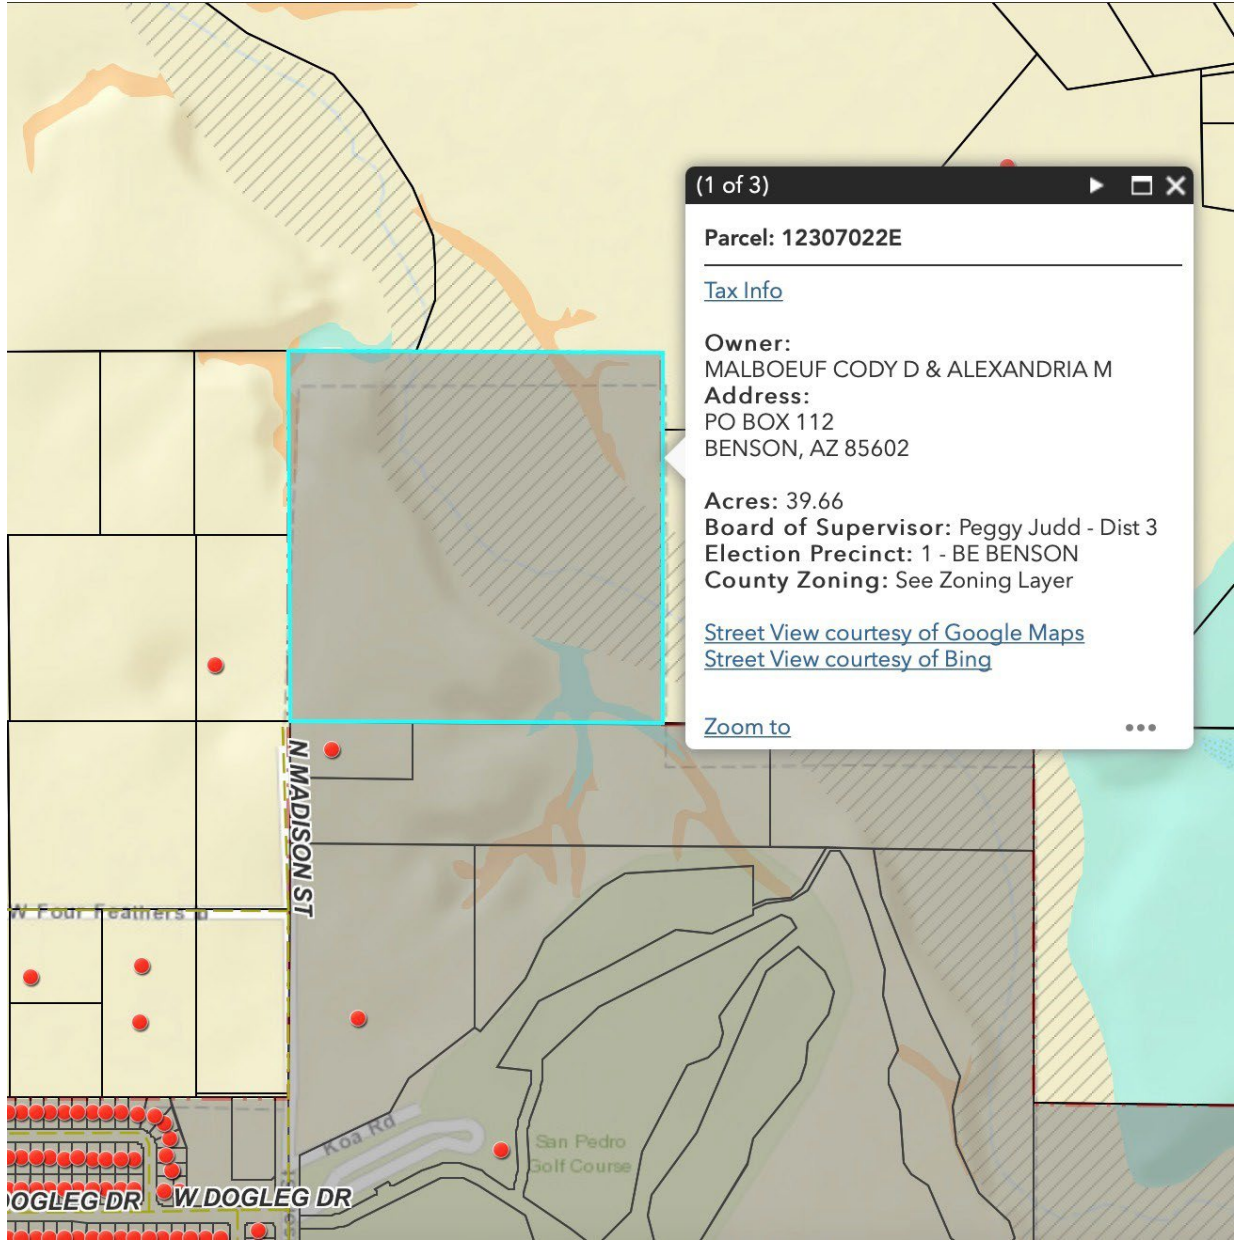 (1 of 3)
Parcel: 12307022E
Tax Info
Owner:
MALBOEUF CODY D & ALEXANDRIA M
Address:
PO BOX 112
BENSON, AZ 85602
Acres: 39.66
Board of Supervisor: Peggy Judd - Dist 3
Election Precinct: 1 - BE BENSON
County Zoning: See Zoning Layer
Street View courtesy of Google Maps
Street View courtesy of Bing
Zoom to
N MADISON ST
W Four Feathers
Koa Rd
San Pedro
Golf Course
DOGLEG DR
W DOGLEG DR